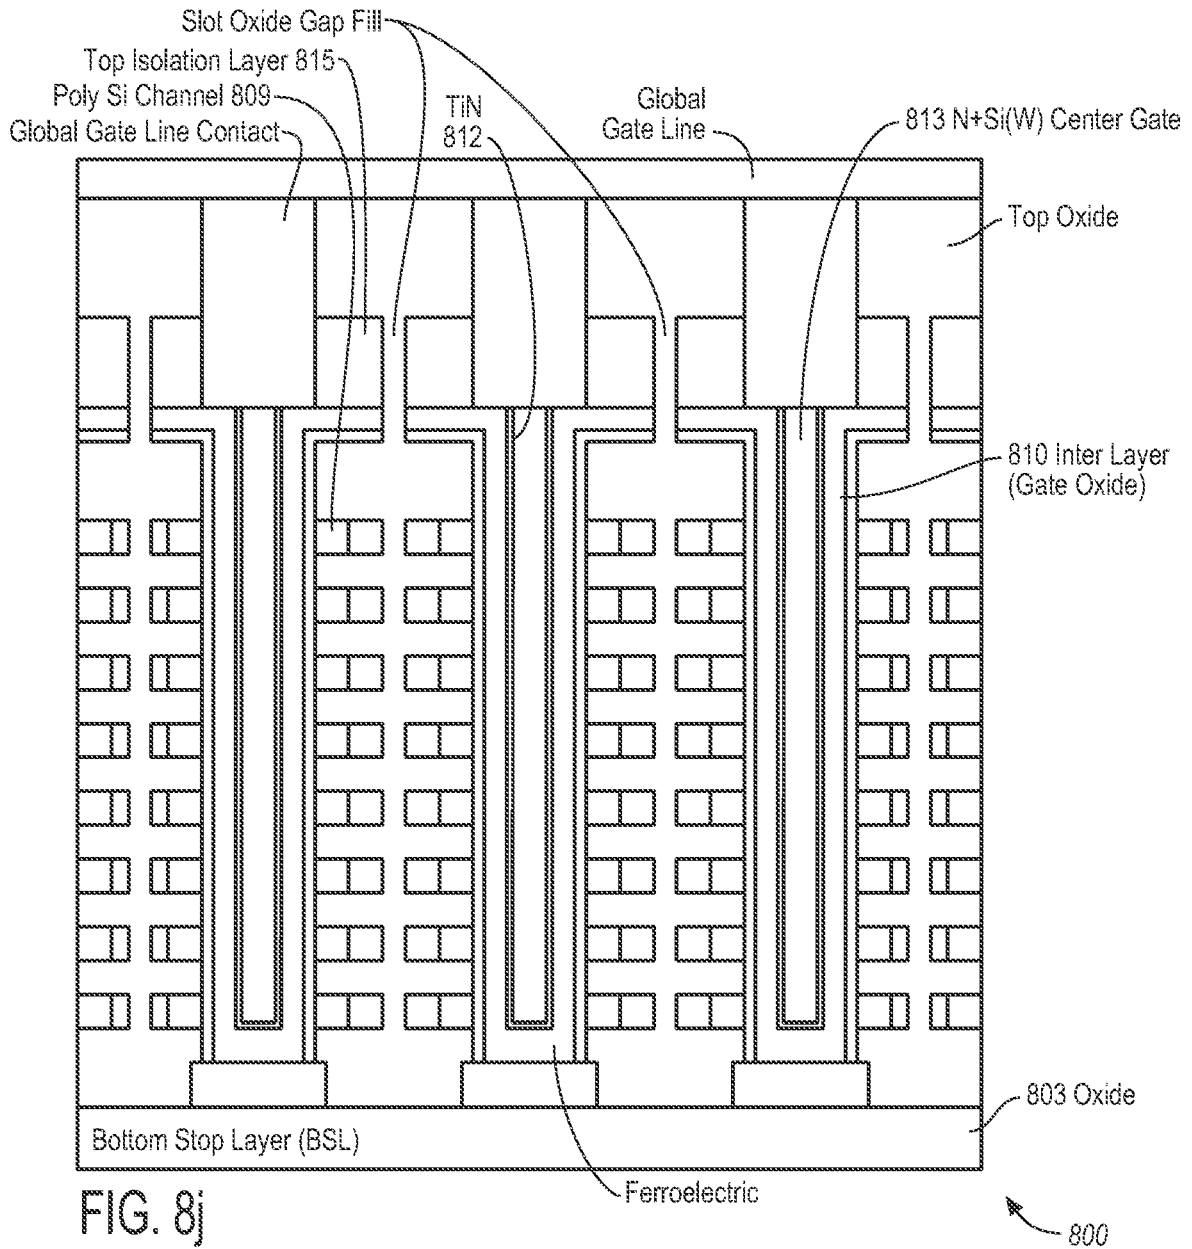 Slot Oxide Gap Fill
Top Isolation Layer 815
Poly Si Channel 809
Global Gate Line Contact
TiN
812
Global
Gate Line
813 N+Si(W) Center Gate
Top Oxide
810 Inter Layer
(Gate Oxide)
803 Oxide
Bottom Stop Layer (BSL)
Ferroelectric
FIG. 8j
800